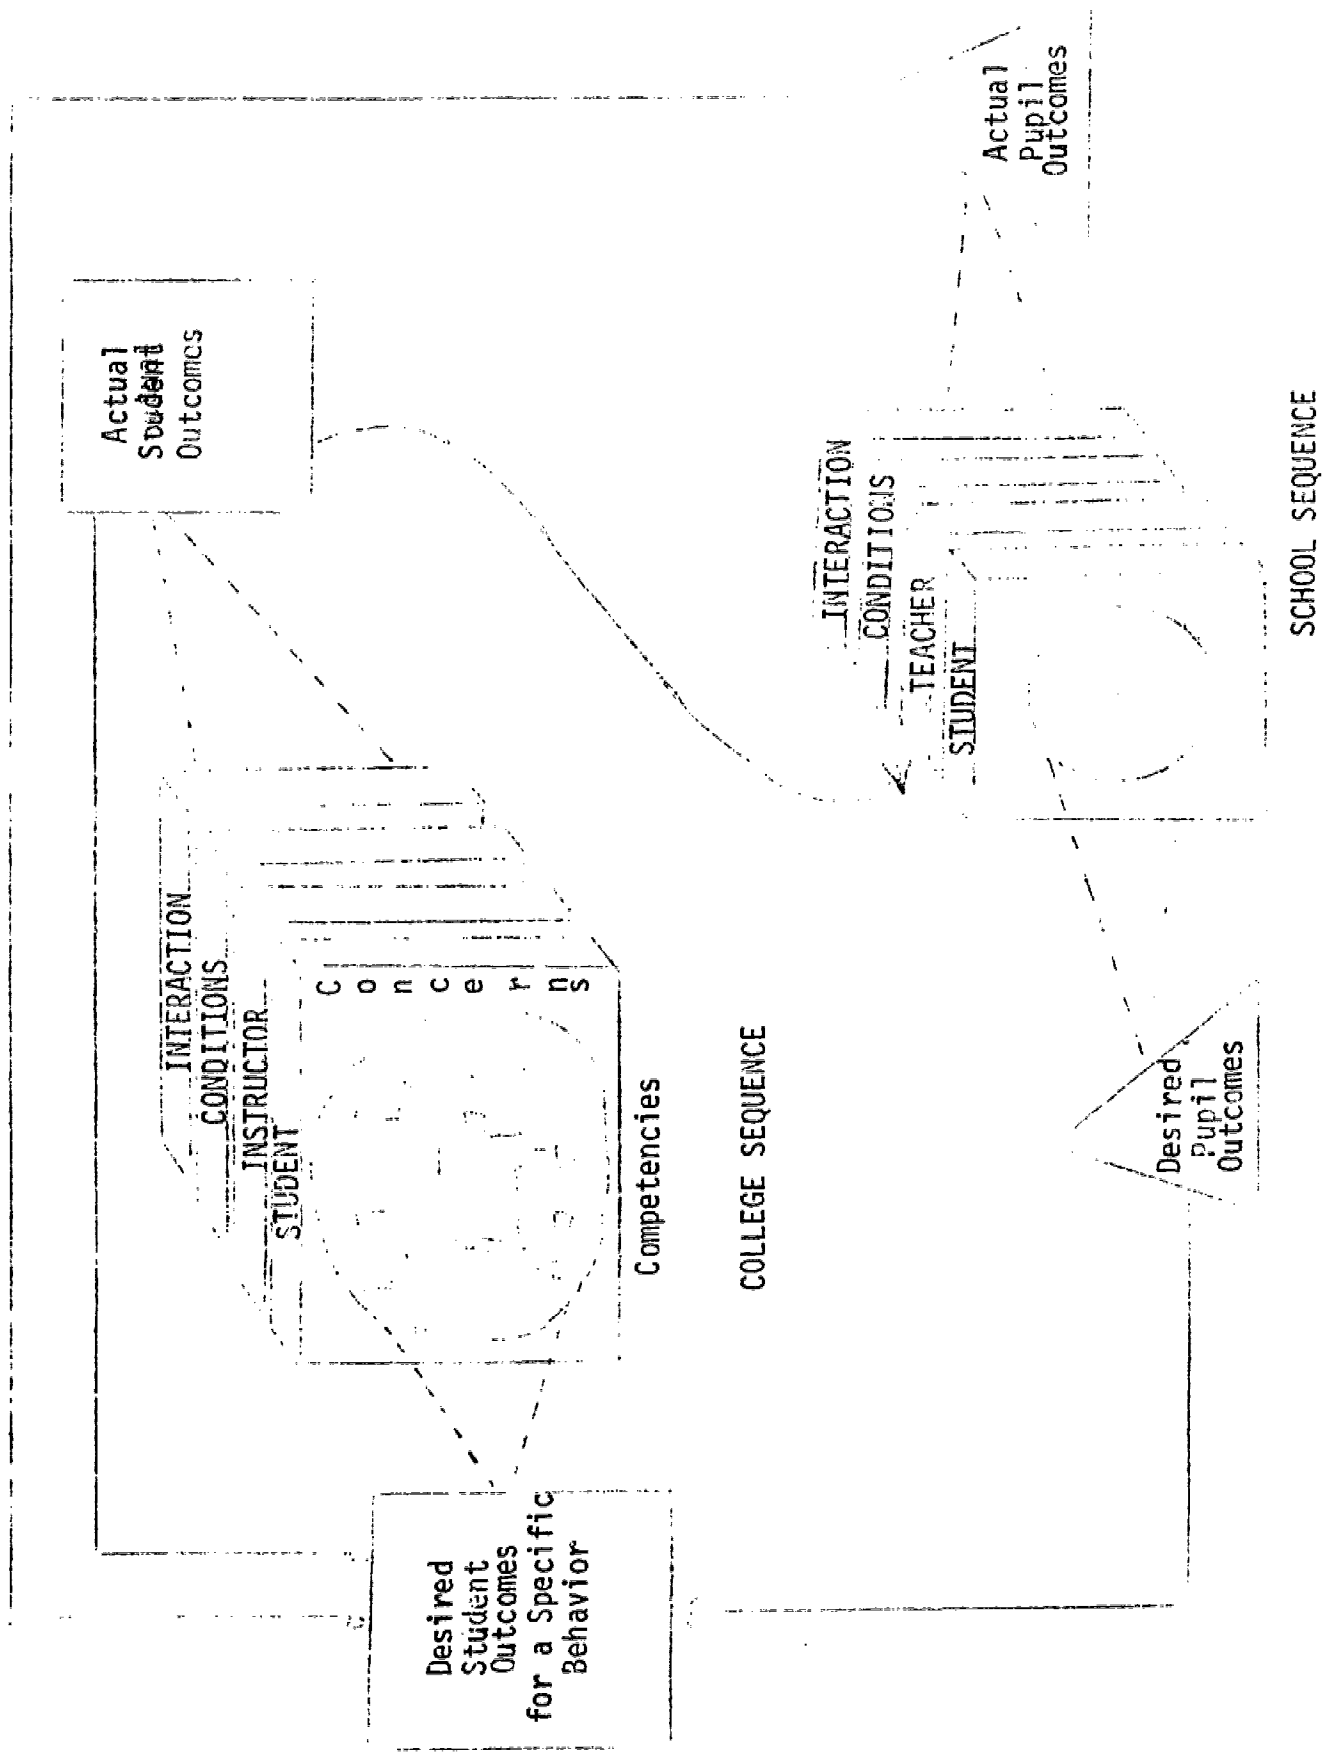 Actual
Student
Outcomes
INTERACTION
CONDITIONS
INSTRUCTOR
STUDENT
Concerns
Competencies
COLLEGE SEQUENCE
Desired
Student
Outcomes
for a Specific
Behavior
INTERACTION
CONDITIONS
TEACHER
STUDENT
SCHOOL SEQUENCE
Actual
Pupil
Outcomes
Desired
Pupil
Outcomes